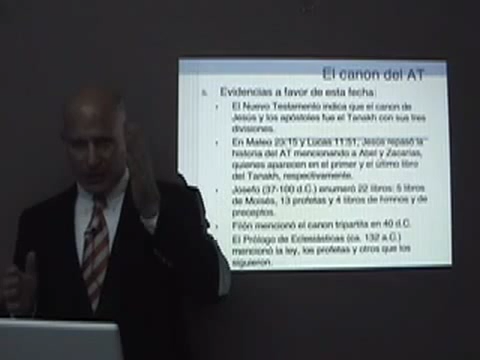 El canon del AT
Evidencias a favor de esta fecha:
El Nuevo Testamento indica que el canon de
Jesús y los apóstoles fue el Tanakh con sus tres
divisiones.
En Mateo 23:15 y Lucas 11:51, Jesús repasó la
historia del AT mencionando a Abel y Zacarías,
quienes aparecen en el primer y el último libro
del Tanakh, respectivamente.
Josefo (37-100 d.C.) enumeró 22 libros: 5 libros
de Moisés, 13 profetas y 4 libros de himnos y de
preceptos.
Filón mencionó el canon tripartita en 40 d.C.
El Prólogo de Eclesiásticas (ca. 132 a.C.)
mencionó la ley, los profetas y otros que los
siguieron.